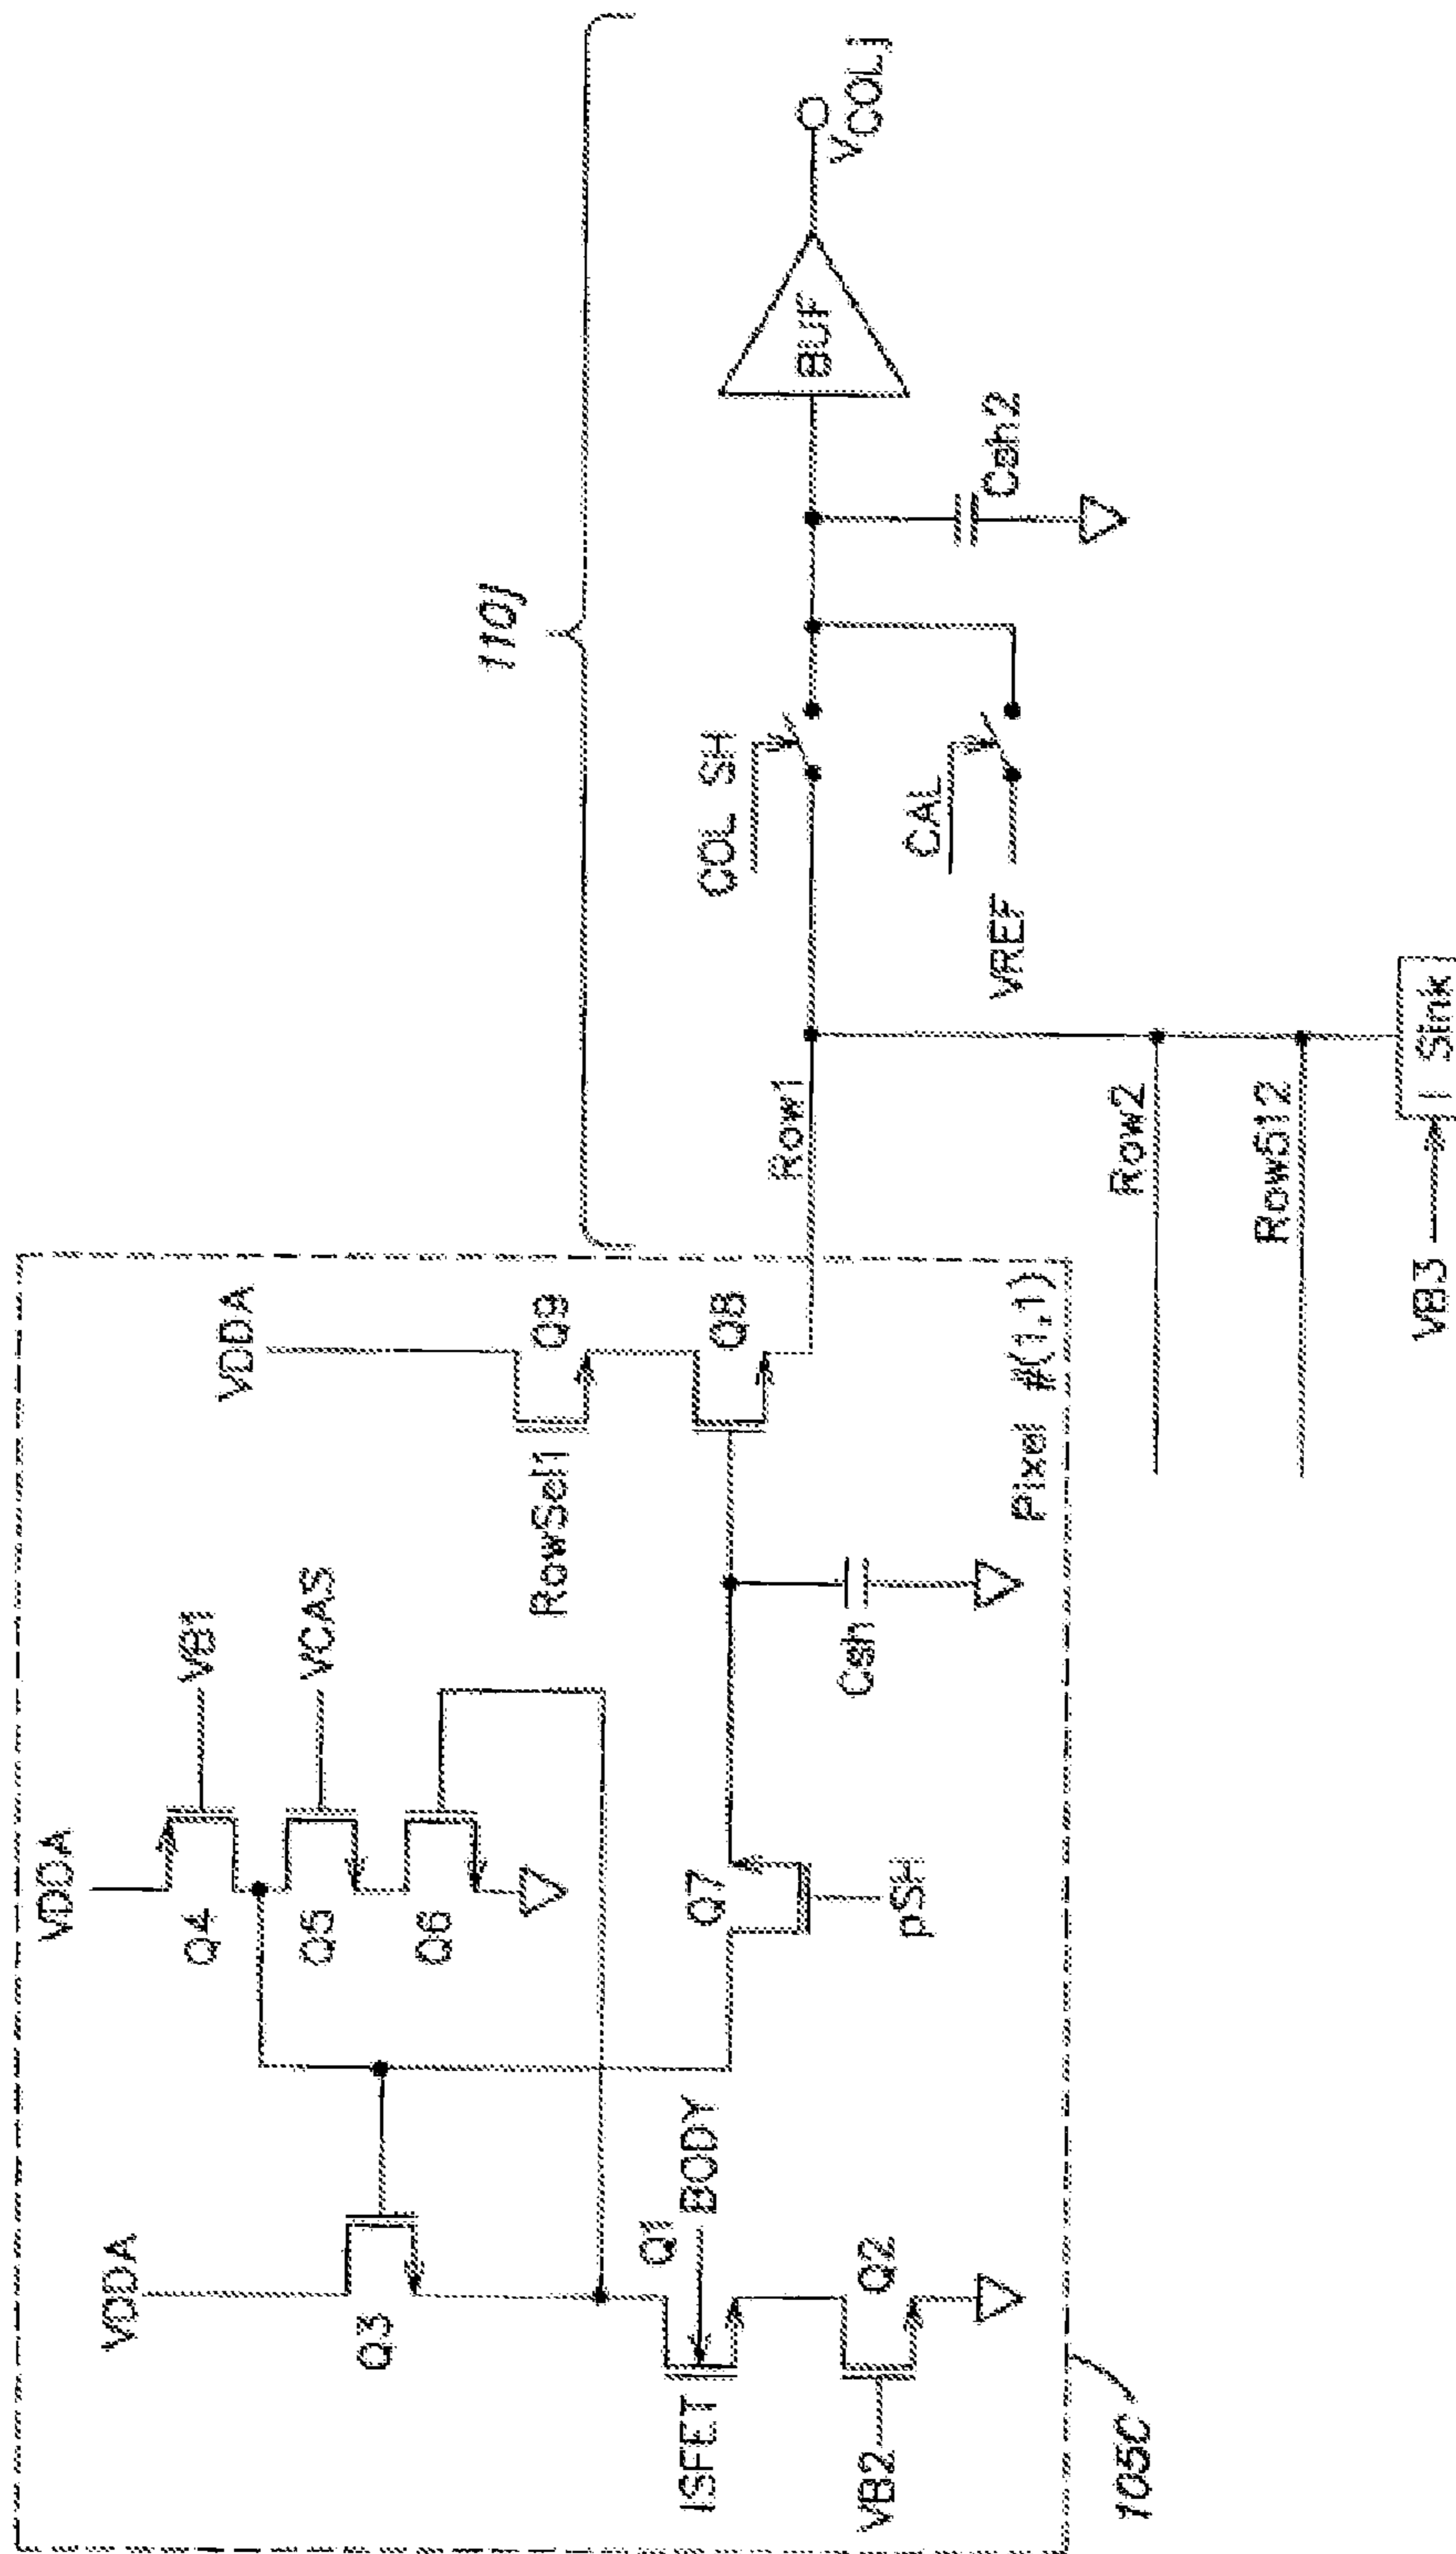 110j
VDDA
VDDA
VDDA
Q4
VB1
Q5
VCAS
Q6
Q9
RowSel1
Q8
Q3
Q7
pSH
Csh
Q1
BODY
ISFET
Q2
VB2
Pixel #(1,1)
105C
Row1
Row2
Row512
VB3
I Sink
COL SH
CAL
VREF
Csh2
BUF
VCOLj